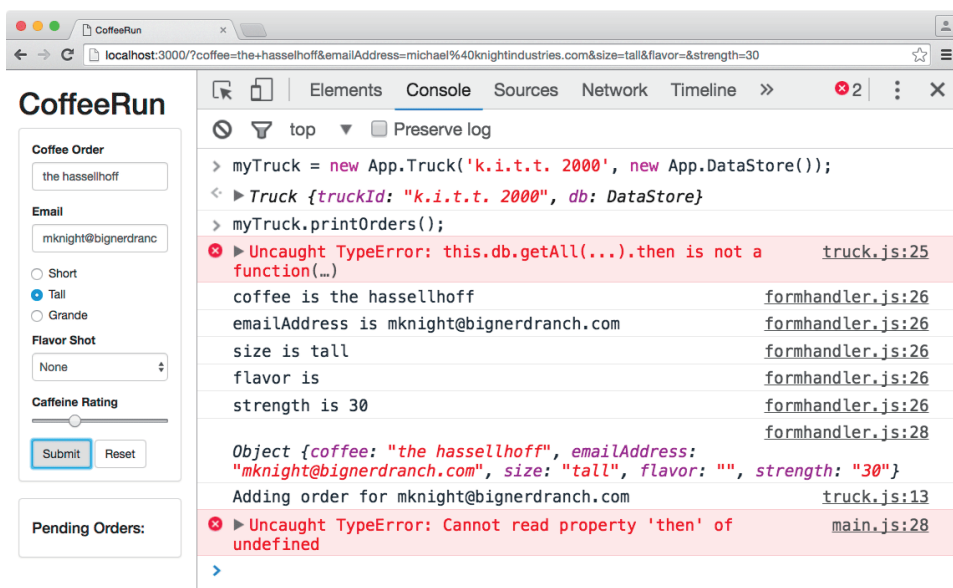 CoffeeRun
localhost:3000/?coffee=the+hasselhoff&emailAddress=michael%40knightindustries.com&size=tall&flavor=&strength=30
CoffeeRun
Coffee Order
the hassellhoff
Email
mknight@bignerdranc
Short
Tall
Grande
Flavor Shot
None
Caffeine Rating
Submit Reset
Pending Orders:
Elements Console Sources Network Timeline » 2
top Preserve log
> myTruck = new App.Truck('k.i.t.t. 2000', new App.DataStore());
Truck {truckId: "k.i.t.t. 2000", db: DataStore}
> myTruck.printOrders();
Uncaught TypeError: this.db.getAll(...).then is not a truck.js:25
function(…)
coffee is the hassellhoff formhandler.js:26
emailAddress is mknight@bignerdranch.com formhandler.js:26
size is tall formhandler.js:26
flavor is formhandler.js:26
strength is 30 formhandler.js:26
formhandler.js:28
Object {coffee: "the hassellhoff", emailAddress:
"mknight@bignerdranch.com", size: "tall", flavor: "", strength: "30"}
Adding order for mknight@bignerdranch.com truck.js:13
Uncaught TypeError: Cannot read property 'then' of main.js:28
undefined
>